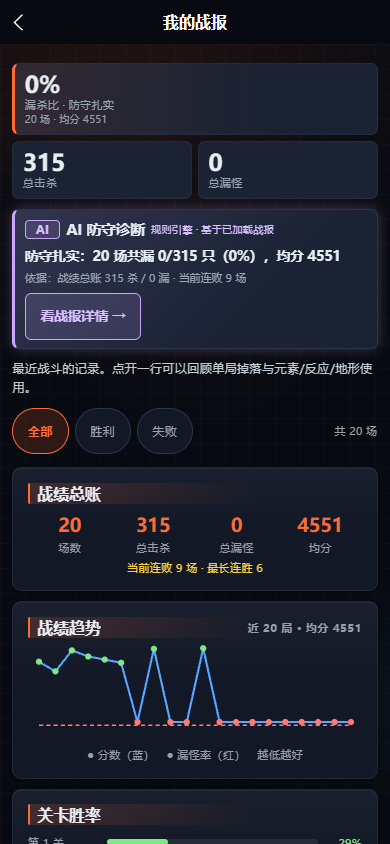 我的战报
0%
漏杀比 · 防守扎实
20 场 · 均分 4551
315
总击杀
0
总漏怪
AI AI 防守诊断 规则引擎 · 基于已加载战报
防守扎实：20 场共漏 0/315 只（0%），均分 4551
依据：战绩总账 315 杀 / 0 漏 · 当前连败 9 场
看战报详情 →
最近战斗的记录。点开一行可以回顾单局掉落与元素/反应/地形使
用。
全部 胜利 失败 共 20 场
战绩总账
20 315 0 4551
场数 总击杀 总漏怪 均分
当前连败 9 场 · 最长连胜 6
战绩趋势 近 20 局 • 均分 4551
● 分数（蓝） ● 漏怪率（红） 越低越好
关卡胜率
第 1 关 29%